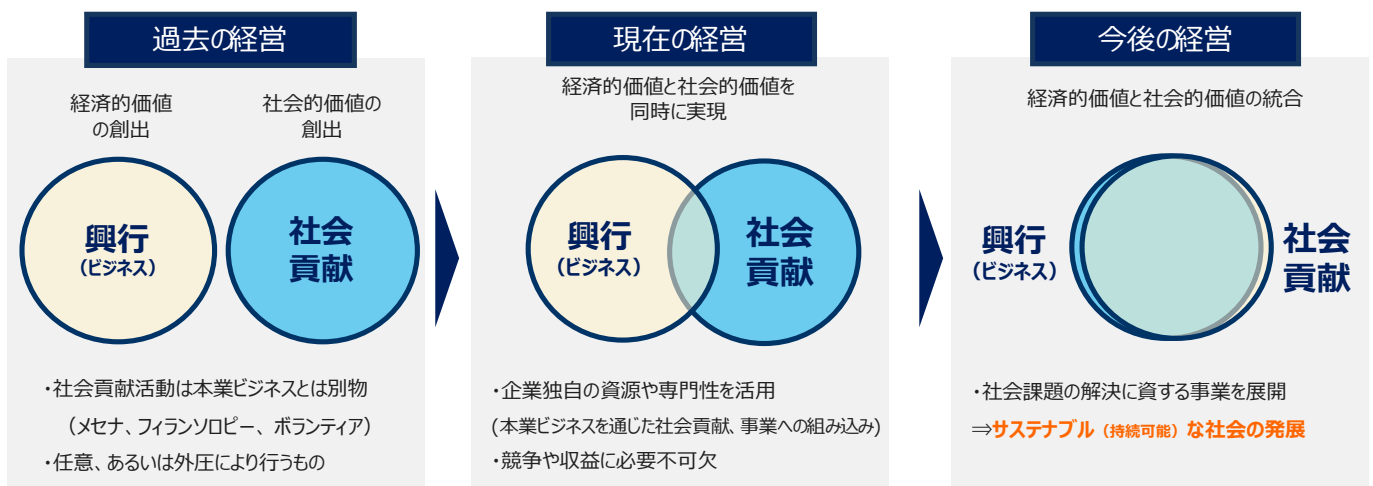 過去の経営
経済的価値
の創出
社会的価値の
創出
興行
（ビジネス）
社会
貢献
・社会貢献活動は本業ビジネスとは別物
（メセナ、フィランソロピー、ボランティア）
・任意、あるいは外圧により行うもの
現在の経営
経済的価値と社会的価値を
同時に実現
興行
（ビジネス）
社会
貢献
・企業独自の資源や専門性を活用
(本業ビジネスを通じた社会貢献、事業への組み込み)
・競争や収益に必要不可欠
今後の経営
経済的価値と社会的価値の統合
興行
（ビジネス）
社会
貢献
・社会課題の解決に資する事業を展開
⇒サステナブル（持続可能）な社会の発展